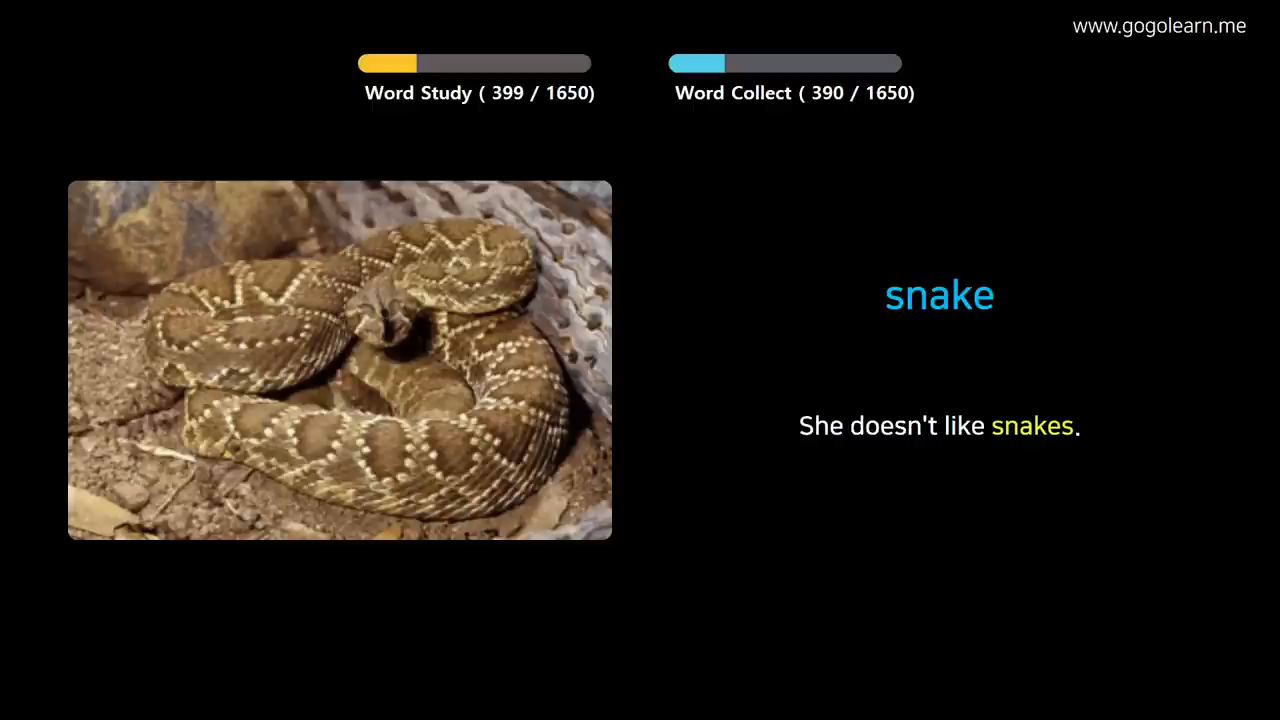 www.gogolearn.me
Word Study ( 399 / 1650)
Word Collect ( 390 / 1650)
snake
She doesn't like snakes.